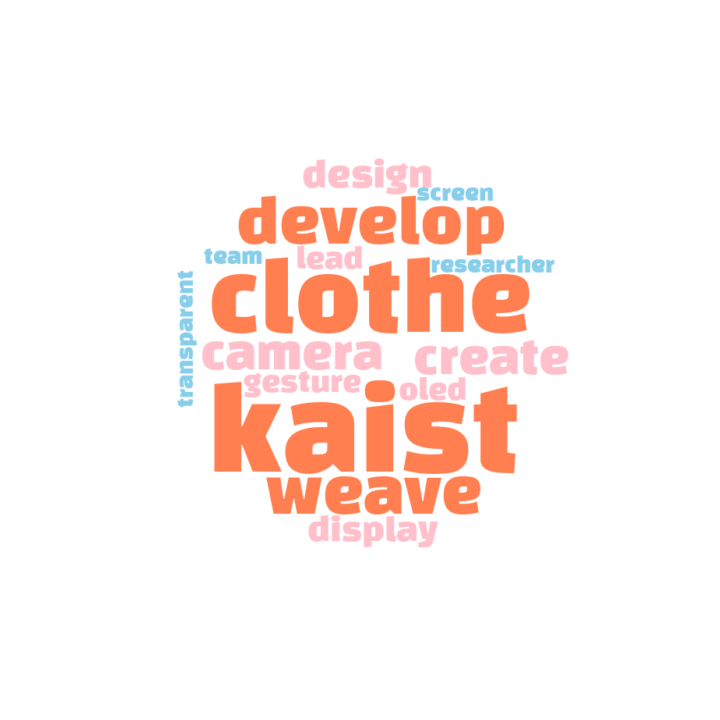 design
screen
develop
team
lead
researcher
clothe
transparent
camera
create
gesture
oled
kaist
weave
display